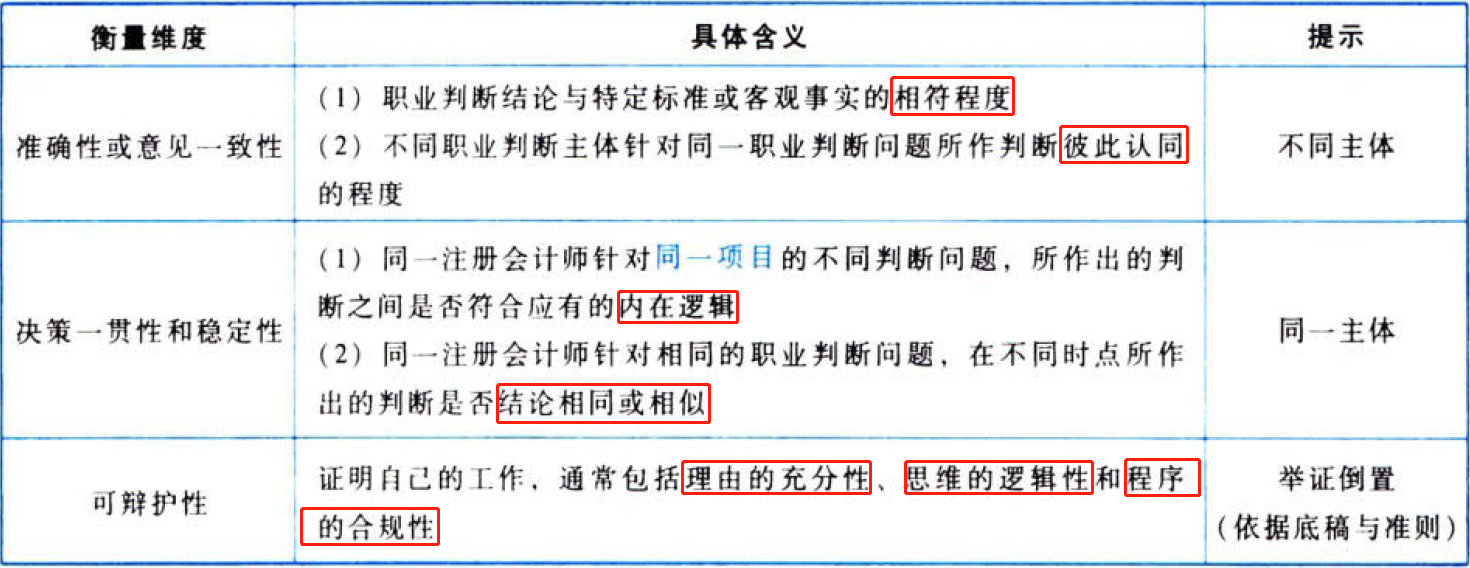 衡量维度 具体含义 提示
准确性或意见一致性
(1) 职业判断结论与特定标准或客观事实的相符程度
(2) 不同职业判断主体针对同一职业判断问题所作判断彼此认同
的程度
不同主体
决策一贯性和稳定性
(1) 同一注册会计师针对同一项目的不同判断问题，所作出的判
断之间是否符合应有的内在逻辑
(2) 同一注册会计师针对相同的职业判断问题，在不同时点所作
出的判断是否结论相同或相似
同一主体
可辩护性
证明自己的工作，通常包括理由的充分性、思维的逻辑性和程序
的合规性
举证倒置
(依据底稿与准则)